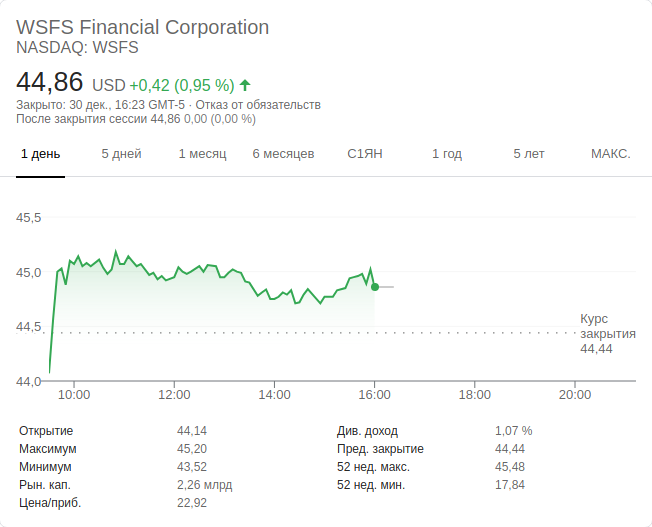 WSFS Financial Corporation
NASDAQ: WSFS
44,86 USD +0,42 (0,95 %)
Закрыто: 30 дек., 16:23 GMT-5 · Отказ от обязательств
После закрытия сессии 44,86 0,00 (0,00 %)
1 день 5 дней 1 месяц 6 месяцев С1ЯН 1 год 5 лет МАКС.
45,5
45,0
44,5
Курс
закрытия
44,44
44,0
10:00 12:00 14:00 16:00 18:00 20:00
Открытие 44,14 Див. доход 1,07 %
Максимум 45,20 Пред. закрытие 44,44
Минимум 43,52 52 нед. макс. 45,48
Рын. кап. 2,26 млрд 52 нед. мин. 17,84
Цена/приб. 22,92